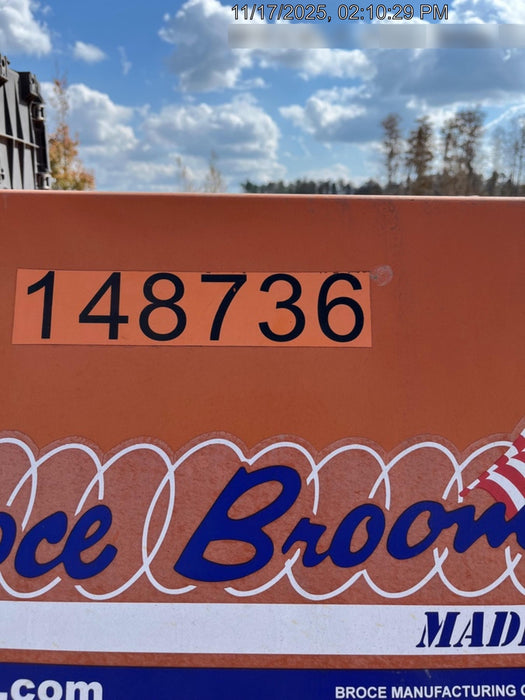 11/17/2025, 02:10:29 PM
148736
oce Broom
MAD
.com
BROCE MANUFACTURING